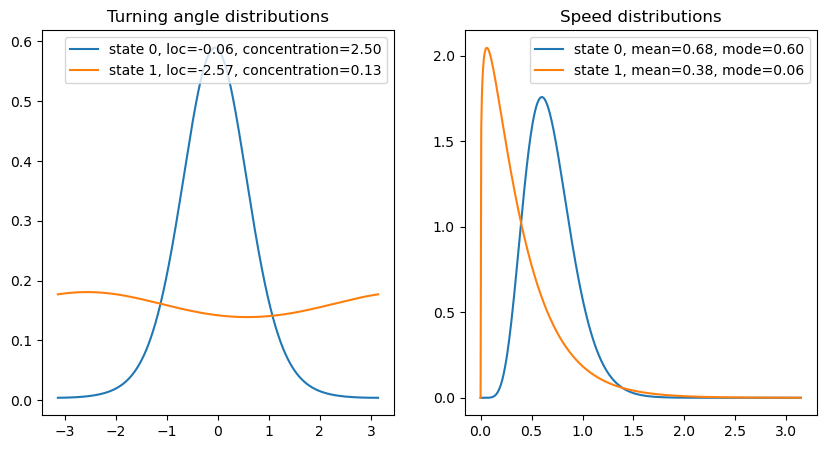 Turning angle distributions
state 0, loc=-0.06, concentration=2.50
state 1, loc=-2.57, concentration=0.13
0.6
0.5
0.4
0.3
0.2
0.1
0.0
−3 −2 −1 0 1 2 3
Speed distributions
state 0, mean=0.68, mode=0.60
state 1, mean=0.38, mode=0.06
2.0
1.5
1.0
0.5
0.0
0.0 0.5 1.0 1.5 2.0 2.5 3.0